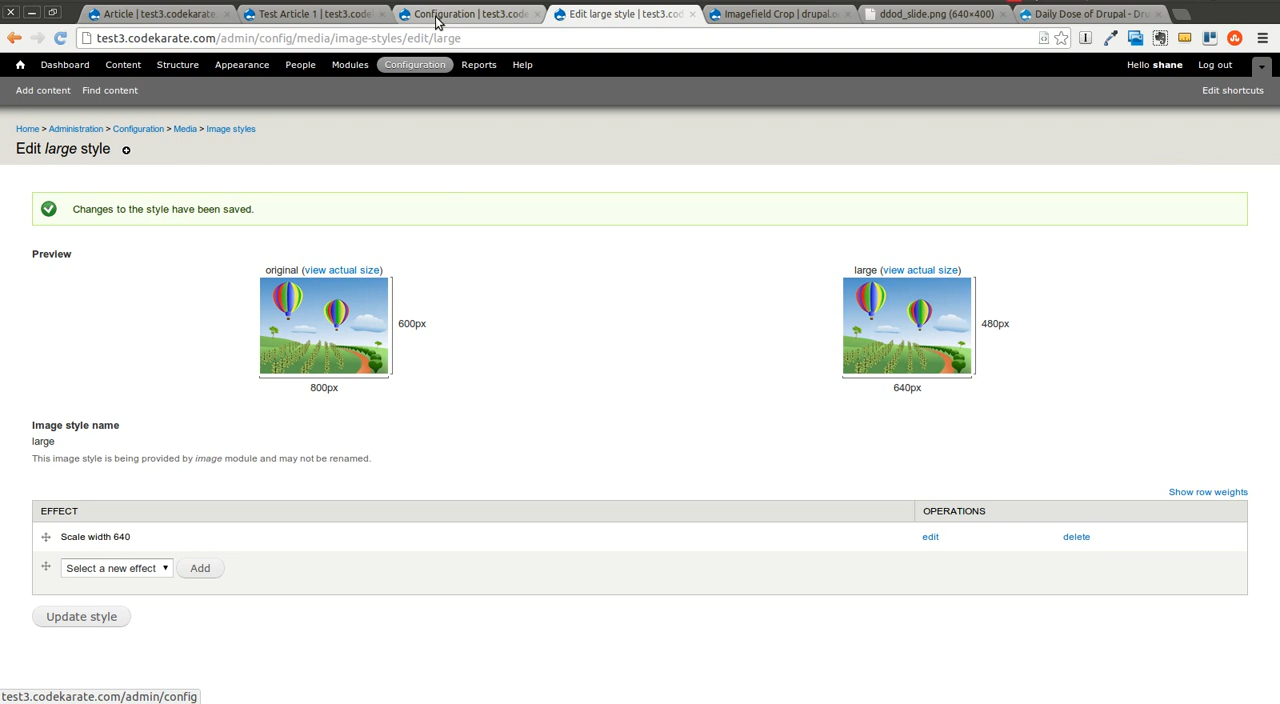 Article | test3.codekarate.
Test Article 1 | test3.codek
Configuration | test3.code
Edit large style | test3.cod
Imagefield Crop | drupal.o
ddod_slide.png (640×400)
Daily Dose of Drupal - Dru
test3.codekarate.com/admin/config/media/image-styles/edit/large
Dashboard Content Structure Appearance People Modules Configuration Reports Help Hello shane Log out
Add content Find content Edit shortcuts
Home > Administration > Configuration > Media > Image styles
Edit large style
Changes to the style have been saved.
Preview
original (view actual size)
600px
800px
large (view actual size)
480px
640px
Image style name
large
This image style is being provided by image module and may not be renamed.
Show row weights
EFFECT OPERATIONS
Scale width 640 edit delete
Select a new effect Add
Update style
test3.codekarate.com/admin/config